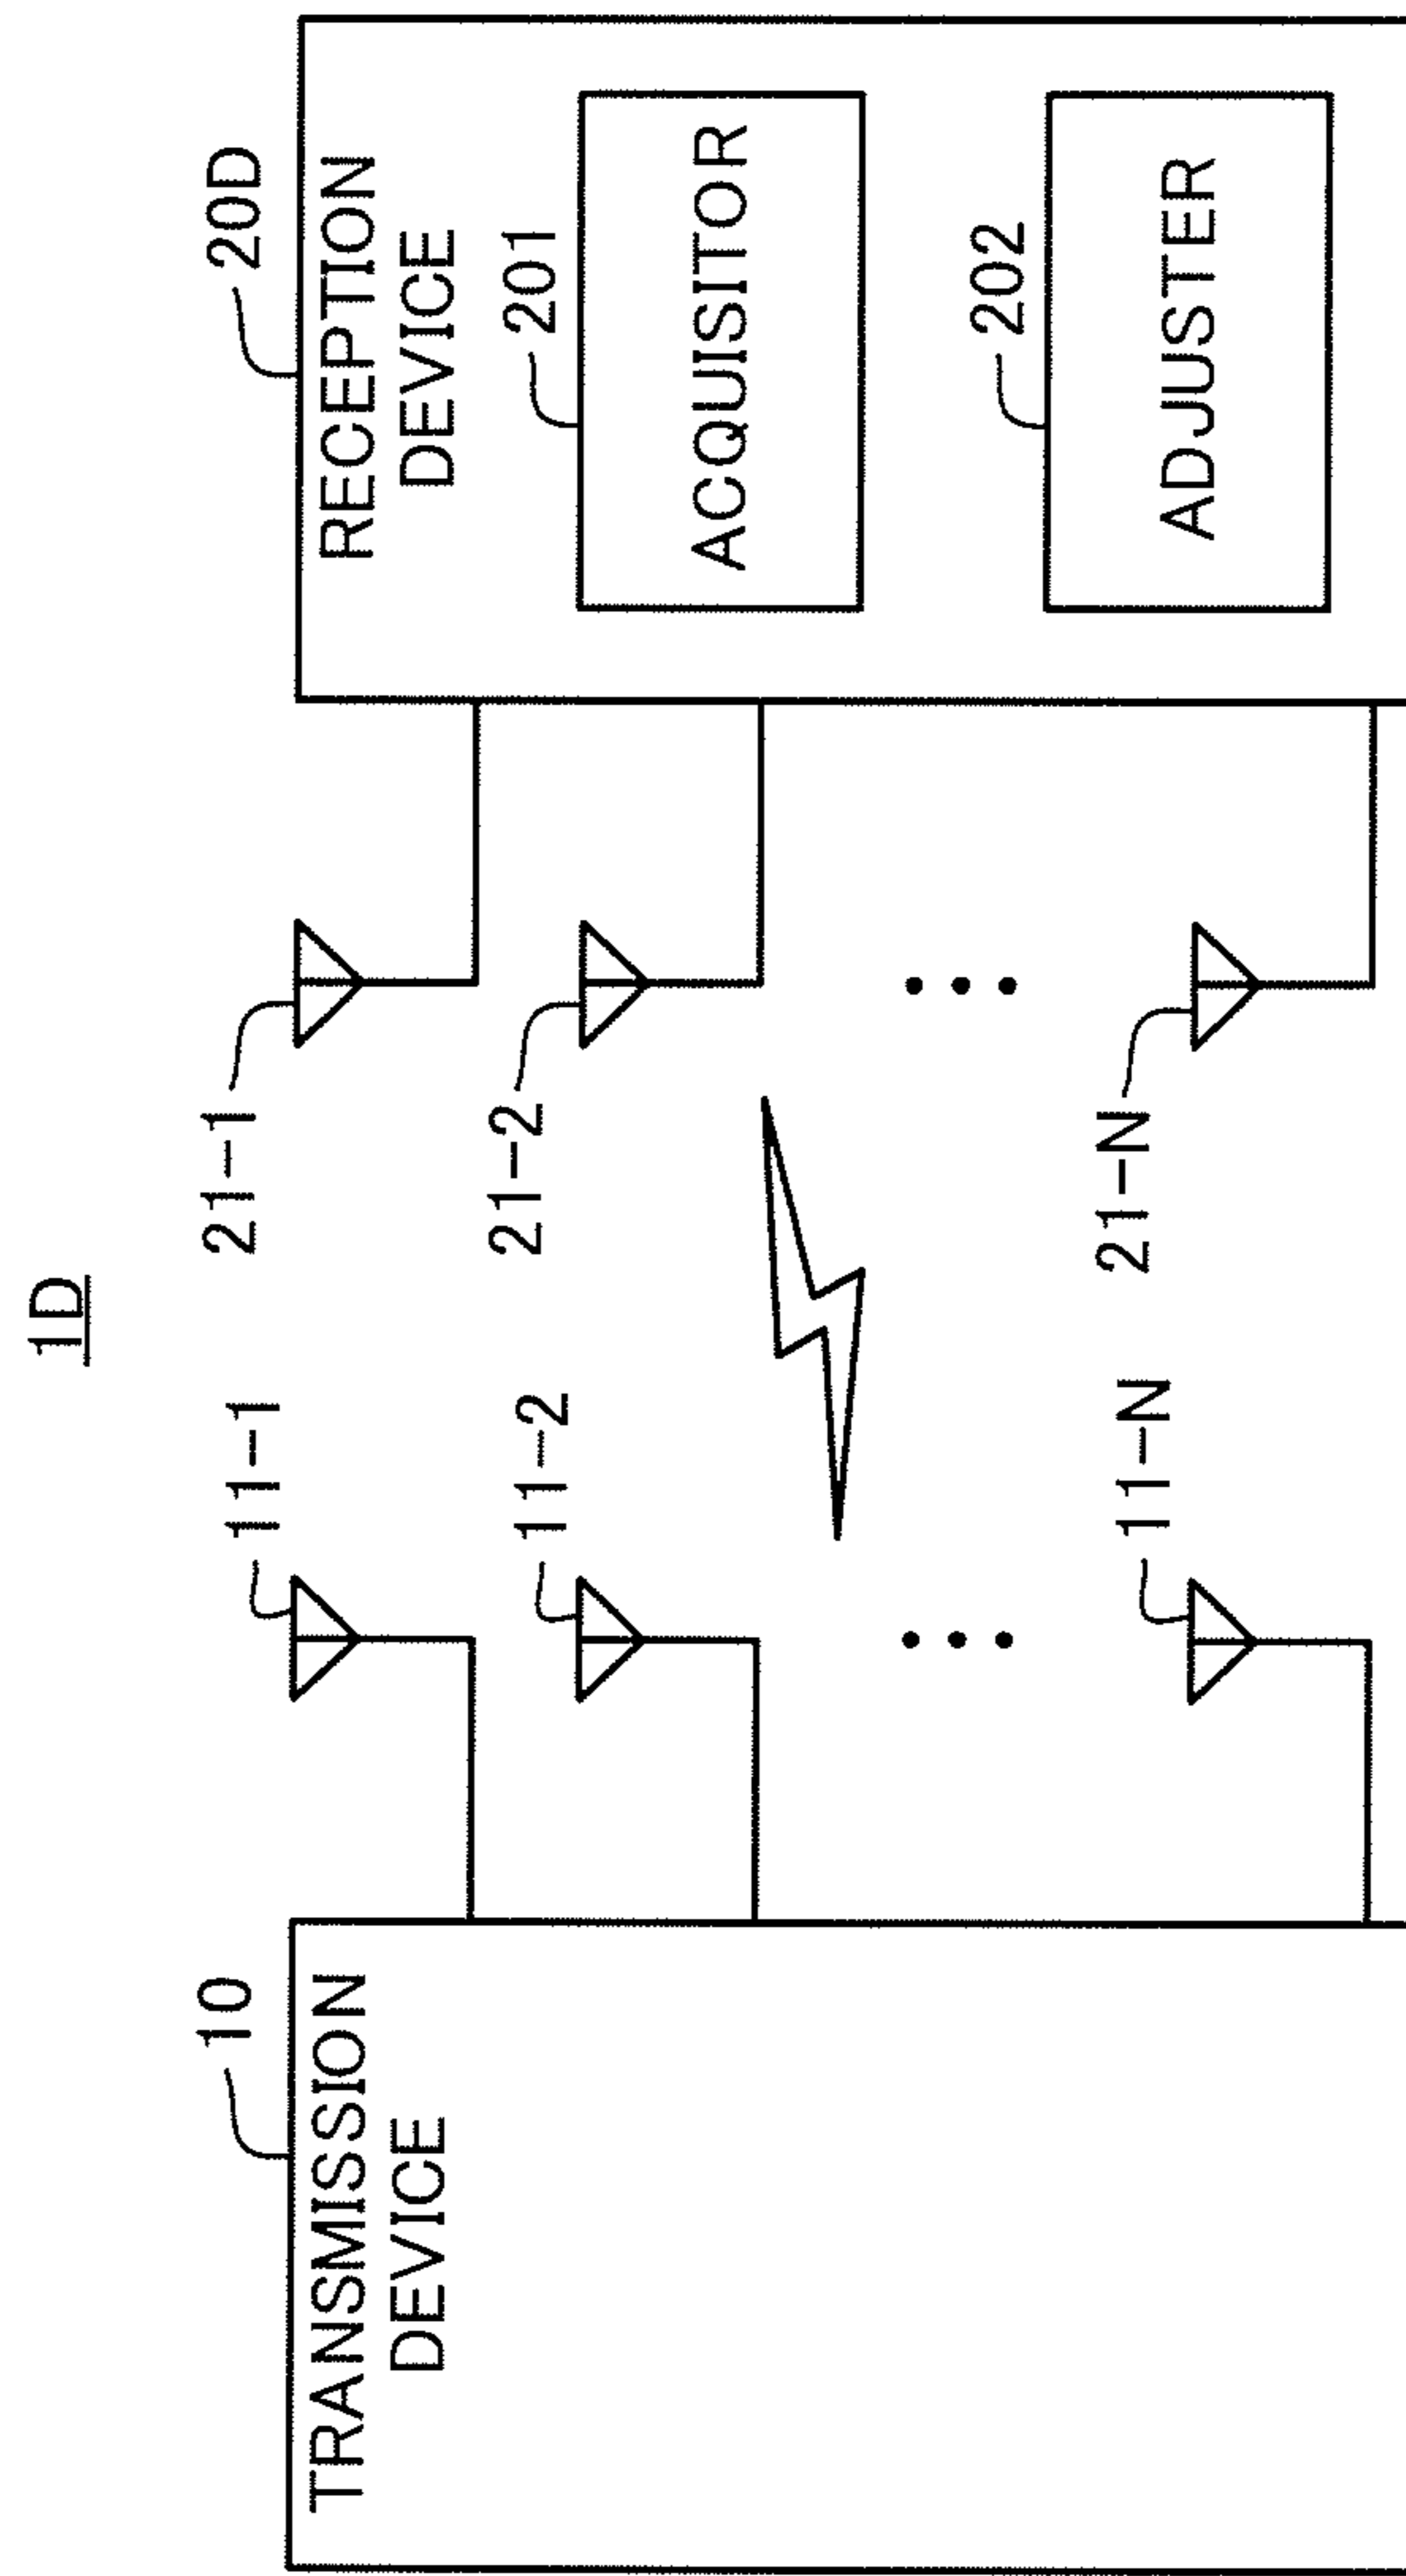 1D
10
TRANSMISSION
DEVICE
11-1
11-2
11-N
21-1
21-2
21-N
20D
RECEPTION
DEVICE
201
ACQUISITOR
202
ADJUSTER